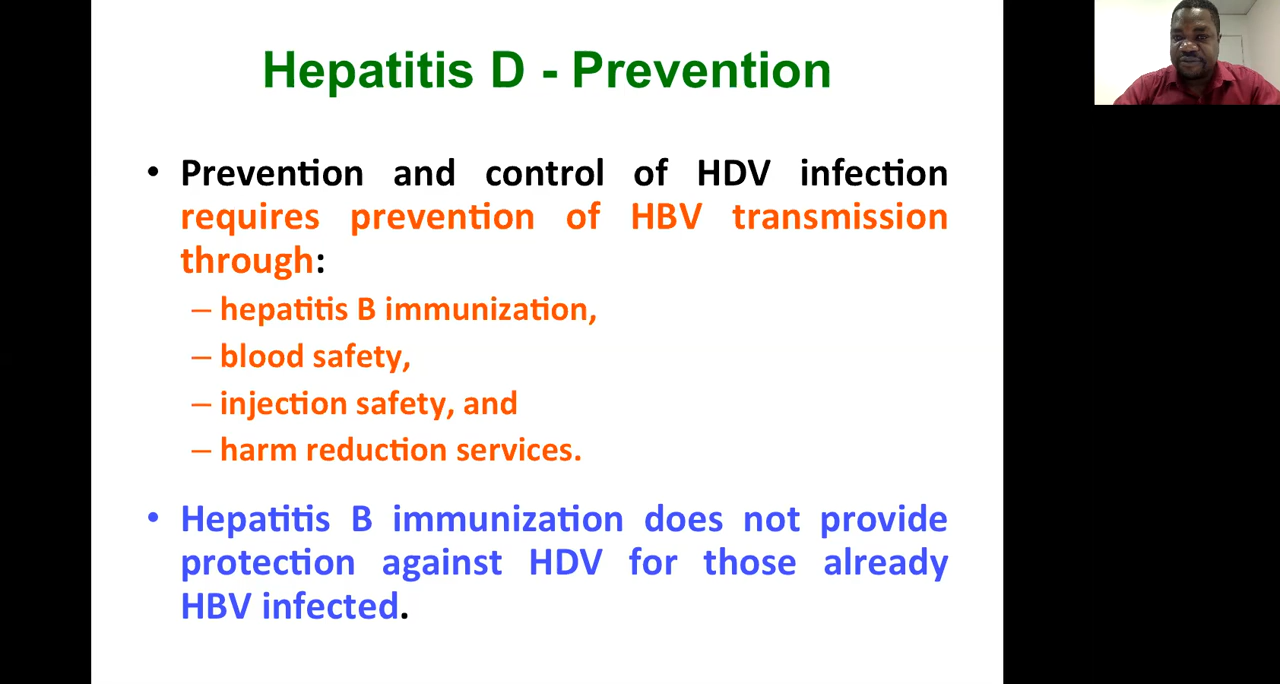 Hepatitis D - Prevention
• Prevention and control of HDV infection
requires prevention of HBV transmission
through:
– hepatitis B immunization,
– blood safety,
– injection safety, and
– harm reduction services.
• Hepatitis B immunization does not provide
protection against HDV for those already
HBV infected.